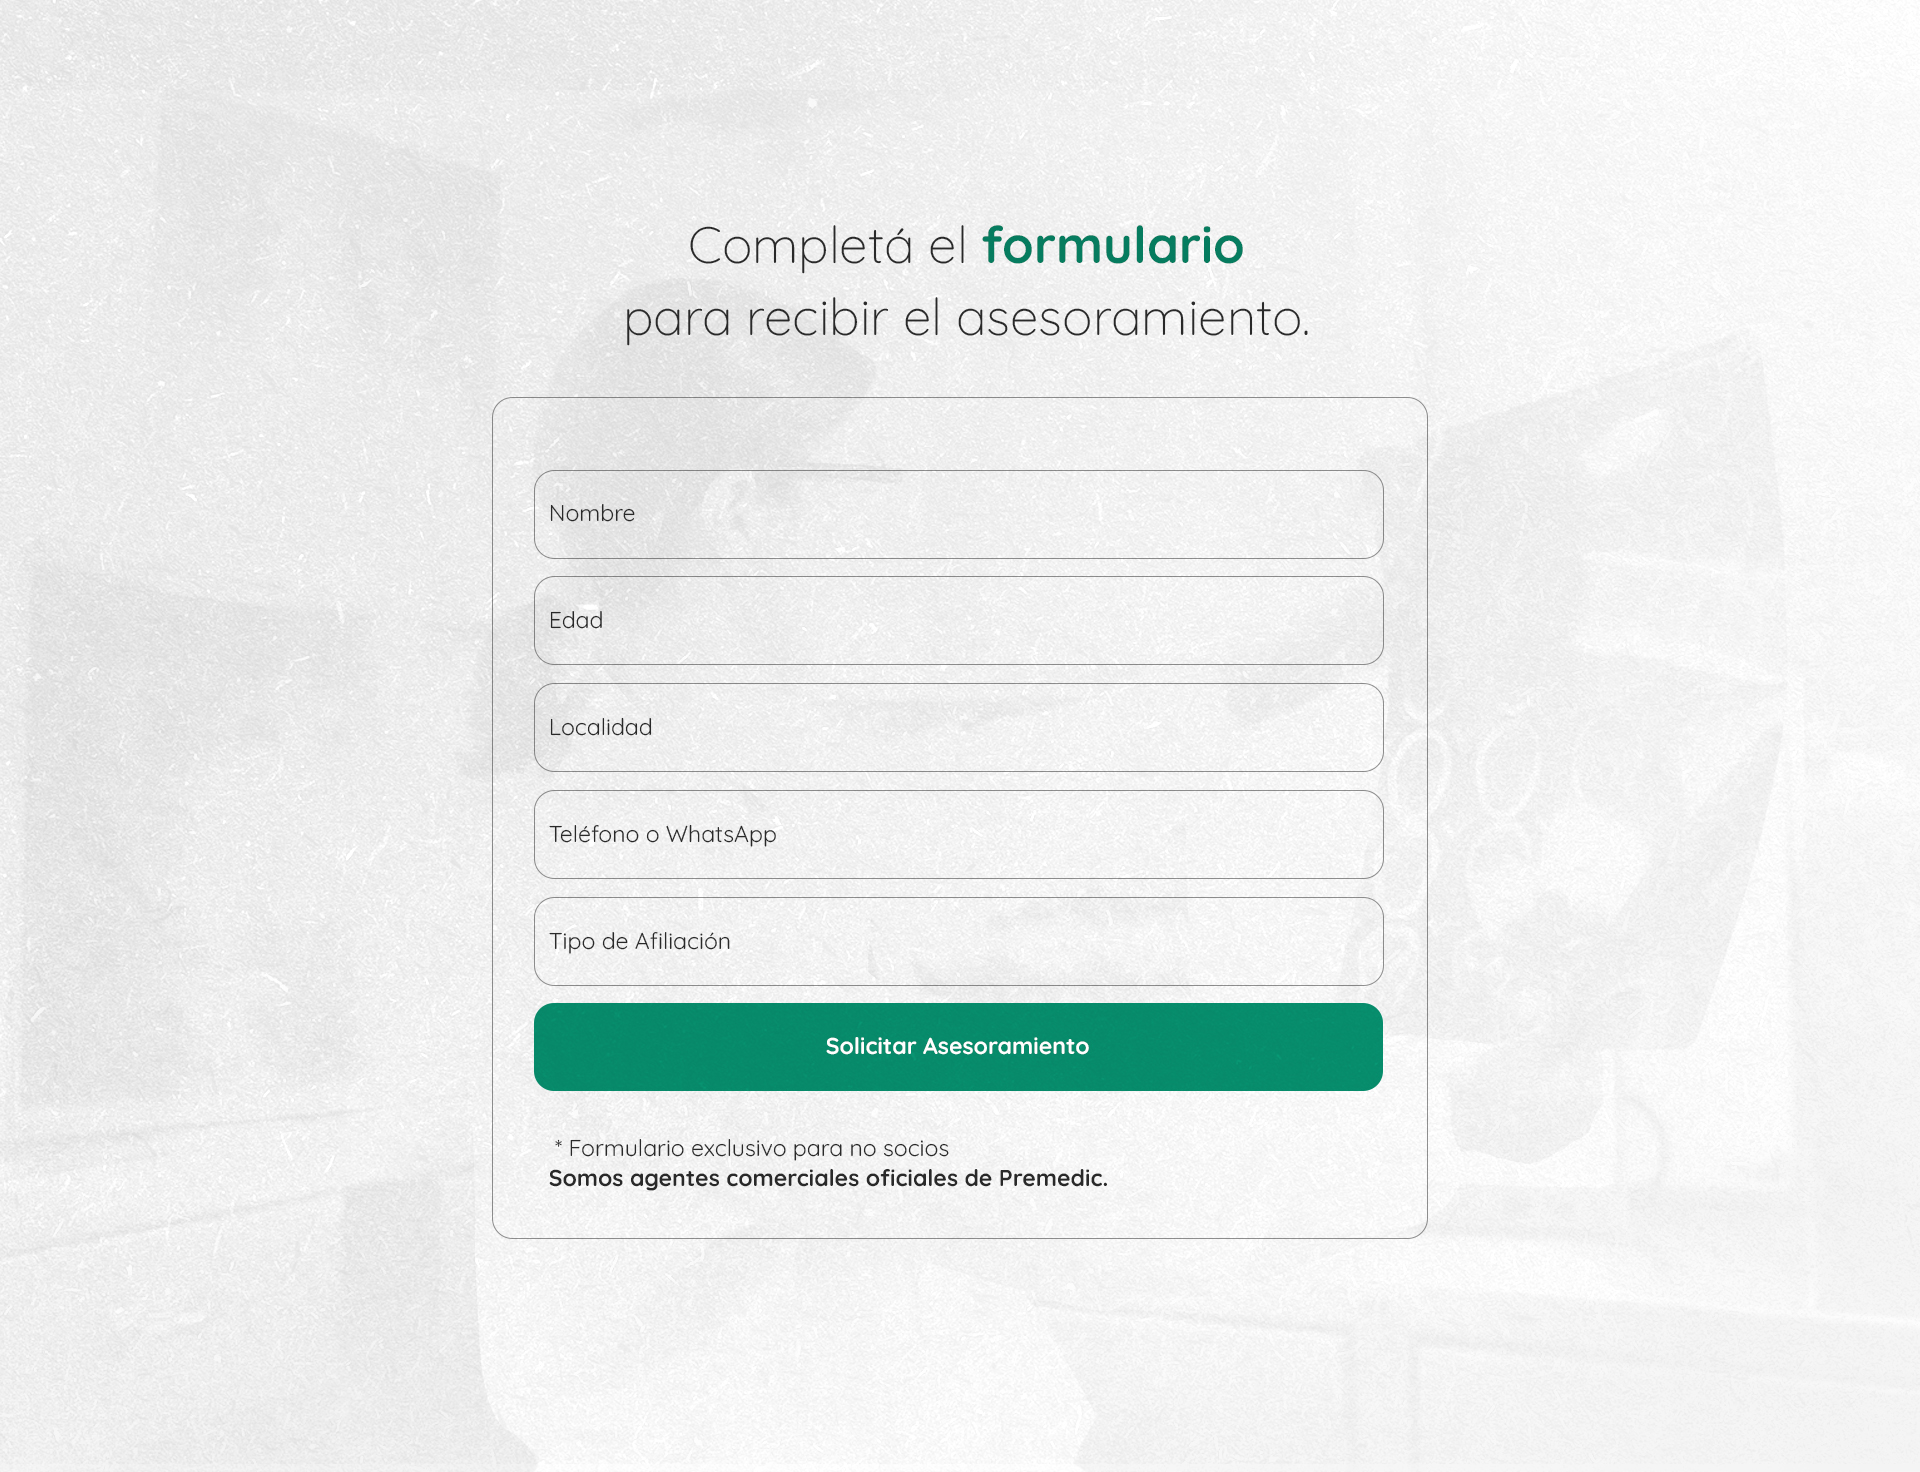 Completá el formulario
para recibir el asesoramiento.
Nombre
Edad
Localidad
Teléfono o WhatsApp
Tipo de Afiliación
Solicitar Asesoramiento
* Formulario exclusivo para no socios
Somos agentes comerciales oficiales de Premedic.